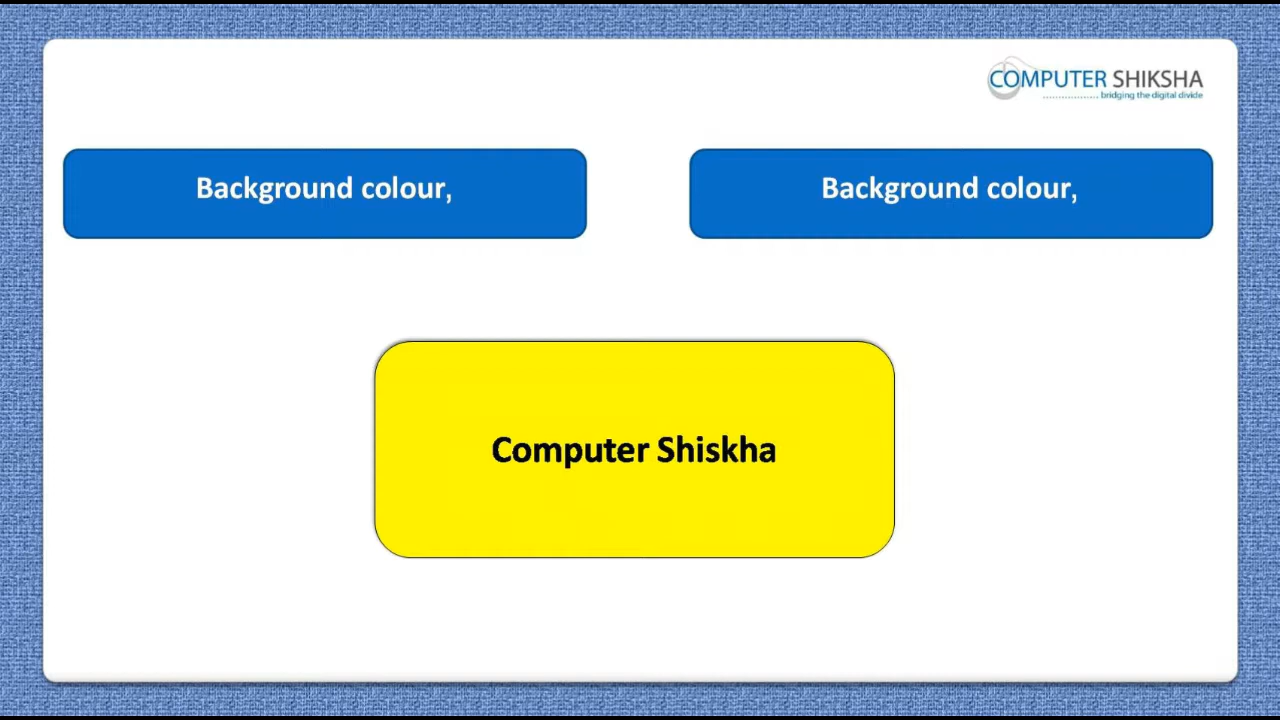 COMPUTER SHIKSHA
bridging the digital divide
Background colour,
Background colour,
Computer Shiskha